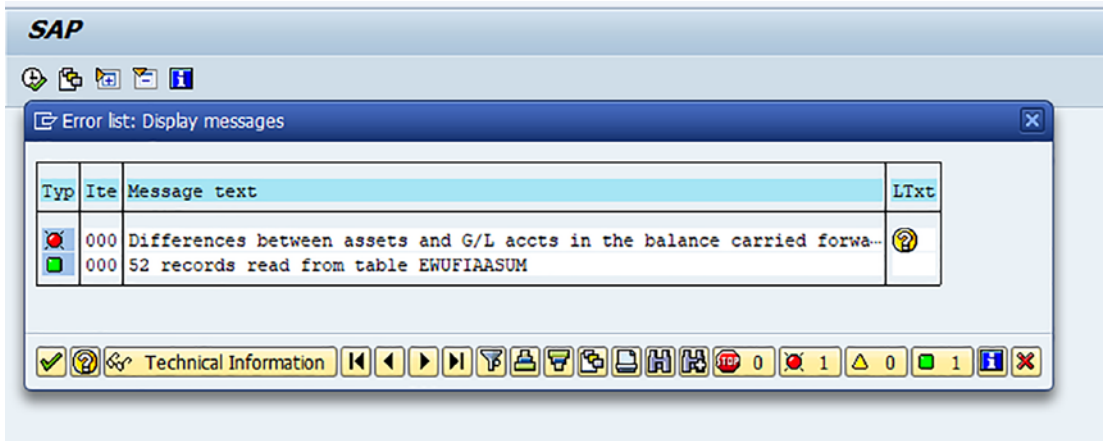 SAP
Error list: Display messages
Typ Ite Message text LTxt
000 Differences between assets and G/L accts in the balance carried forwa…
000 52 records read from table EWUFIAASUM
Technical Information STOP 0 1 0 1